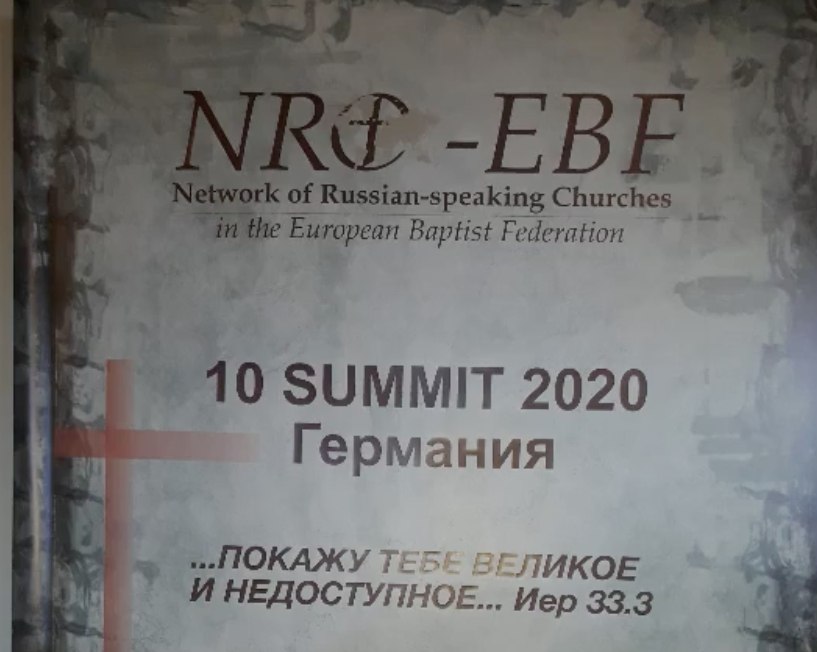 NRC -EBF
Network of Russian-speaking Churches
in the European Baptist Federation
10 SUMMIT 2020
Германия
...ПОКАЖУ ТЕБЕ ВЕЛИКОЕ
И НЕДОСТУПНОЕ... Иер 33.3